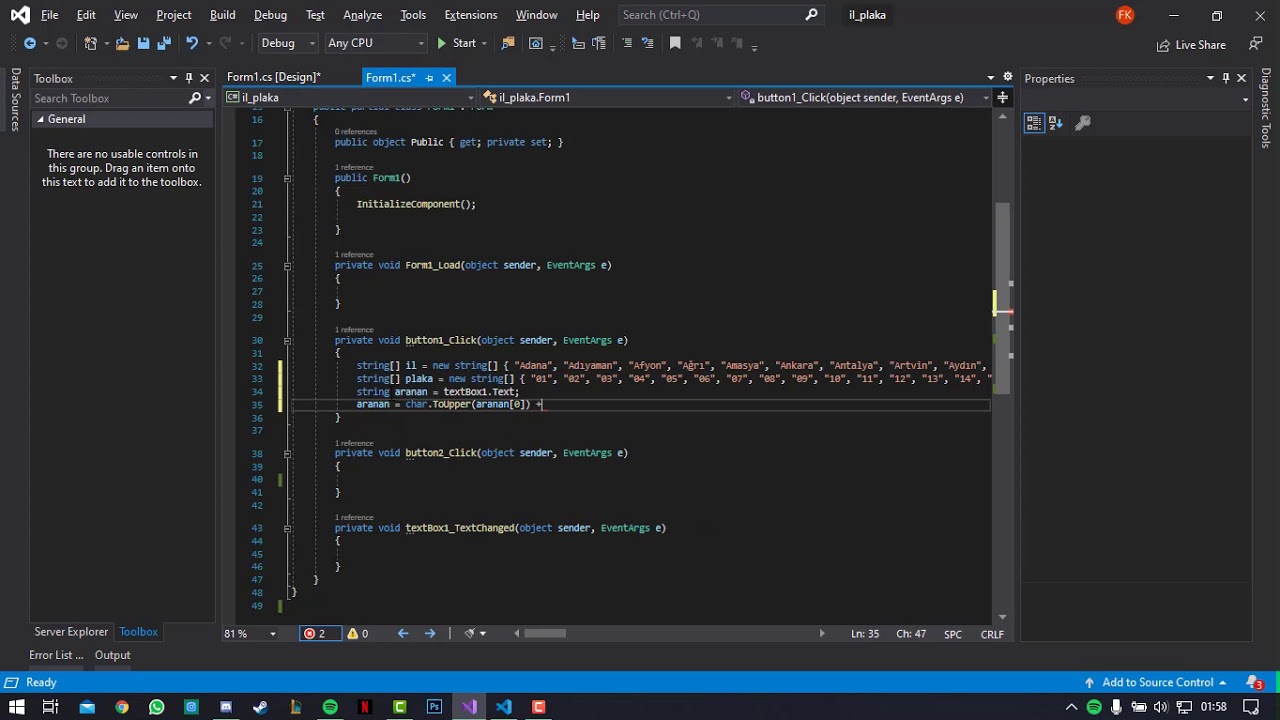 File Edit View Project Build Debug Test Analyze Tools Extensions Window Help Search (Ctrl+Q) il_plaka FK
Debug Any CPU Start Live Share
Data Sources
Toolbox
Search Toolbox
General
There are no usable controls in
this group. Drag an item onto
this text to add it to the toolbox.
Server Explorer Toolbox
Form1.cs [Design]* Form1.cs*
il_plaka il_plaka.Form1 button1_Click(object sender, EventArgs e)
16 {
0 references
17 public object Public { get; private set; }
18
1 reference
19 public Form1()
20 {
21 InitializeComponent();
22
23 }
24
1 reference
25 private void Form1_Load(object sender, EventArgs e)
26 {
27
28 }
29
1 reference
30 private void button1_Click(object sender, EventArgs e)
31 {
32 string[] il = new string[] { "Adana", "Adıyaman", "Afyon", "Ağrı", "Amasya", "Ankara", "Antalya", "Artvin", "Aydın",
33 string[] plaka = new string[] { "01", "02", "03", "04", "05", "06", "07", "08", "09", "10", "11", "12", "13", "14", "
34 string aranan = textBox1.Text;
35 aranan = char.ToUpper(aranan[0]) +
36 }
37
1 reference
38 private void button2_Click(object sender, EventArgs e)
39 {
40
41 }
42
1 reference
43 private void textBox1_TextChanged(object sender, EventArgs e)
44 {
45
46 }
47 }
48 }
49
81 % 2 0 Ln: 35 Ch: 47 SPC CRLF
Properties
Diagnostic Tools
Error List ... Output
Ready Add to Source Control 3
01:58